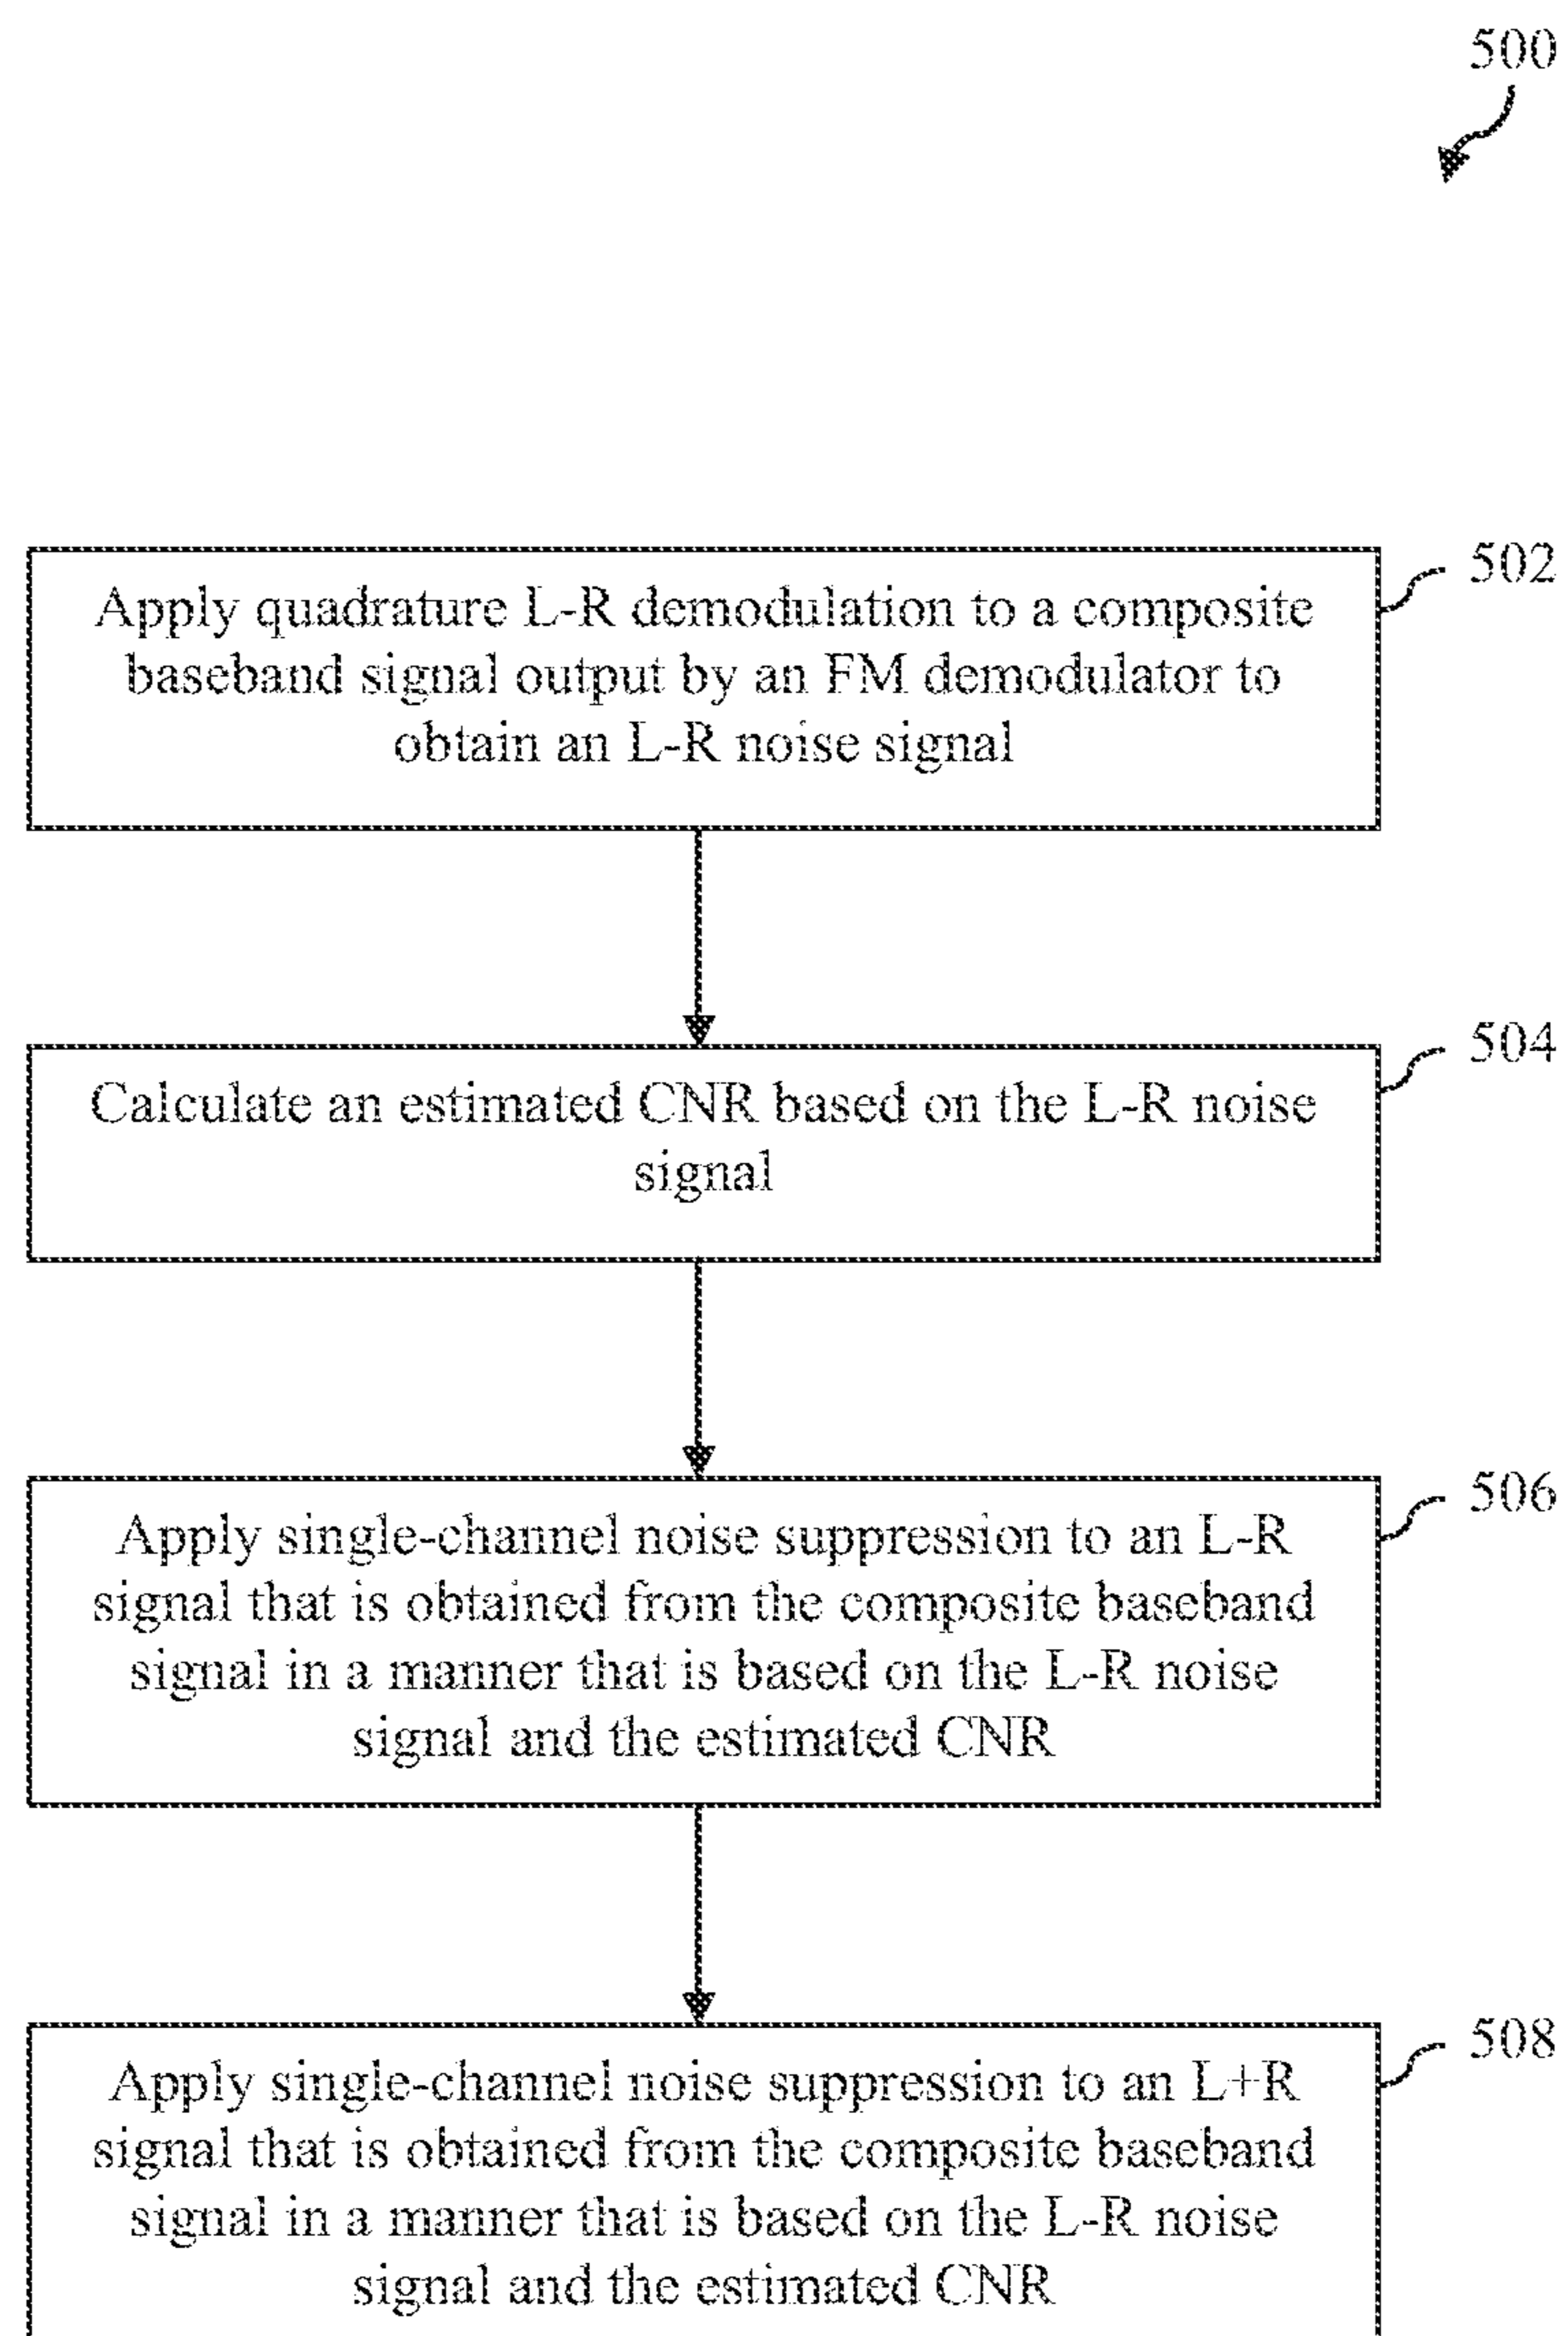 500
502
Apply quadrature L-R demodulation to a composite
baseband signal output by an FM demodulator to
obtain an L-R noise signal
504
Calculate an estimated CNR based on the L-R noise
signal
506
Apply single-channel noise suppression to an L-R
signal that is obtained from the composite baseband
signal in a manner that is based on the L-R noise
signal and the estimated CNR
508
Apply single-channel noise suppression to an L+R
signal that is obtained from the composite baseband
signal in a manner that is based on the L-R noise
signal and the estimated CNR